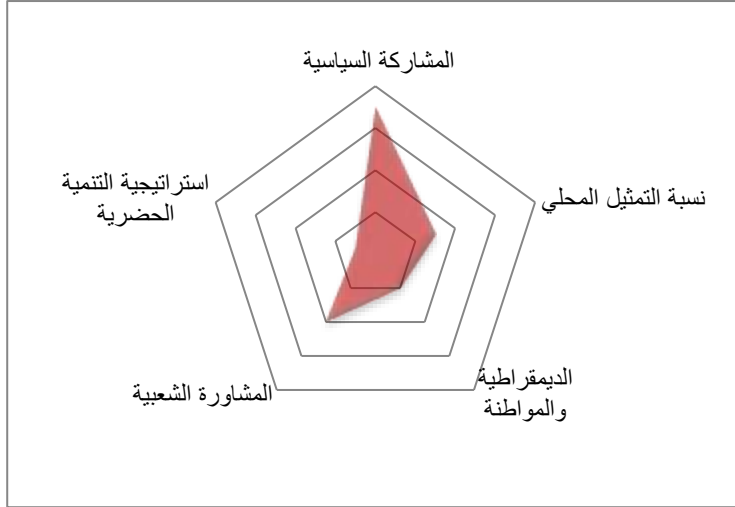 المشاركة السياسية
نسبة التمثيل المحلي
الديمقراطية
والمواطنة
المشاورة الشعبية
استراتيجية التنمية
الحضرية